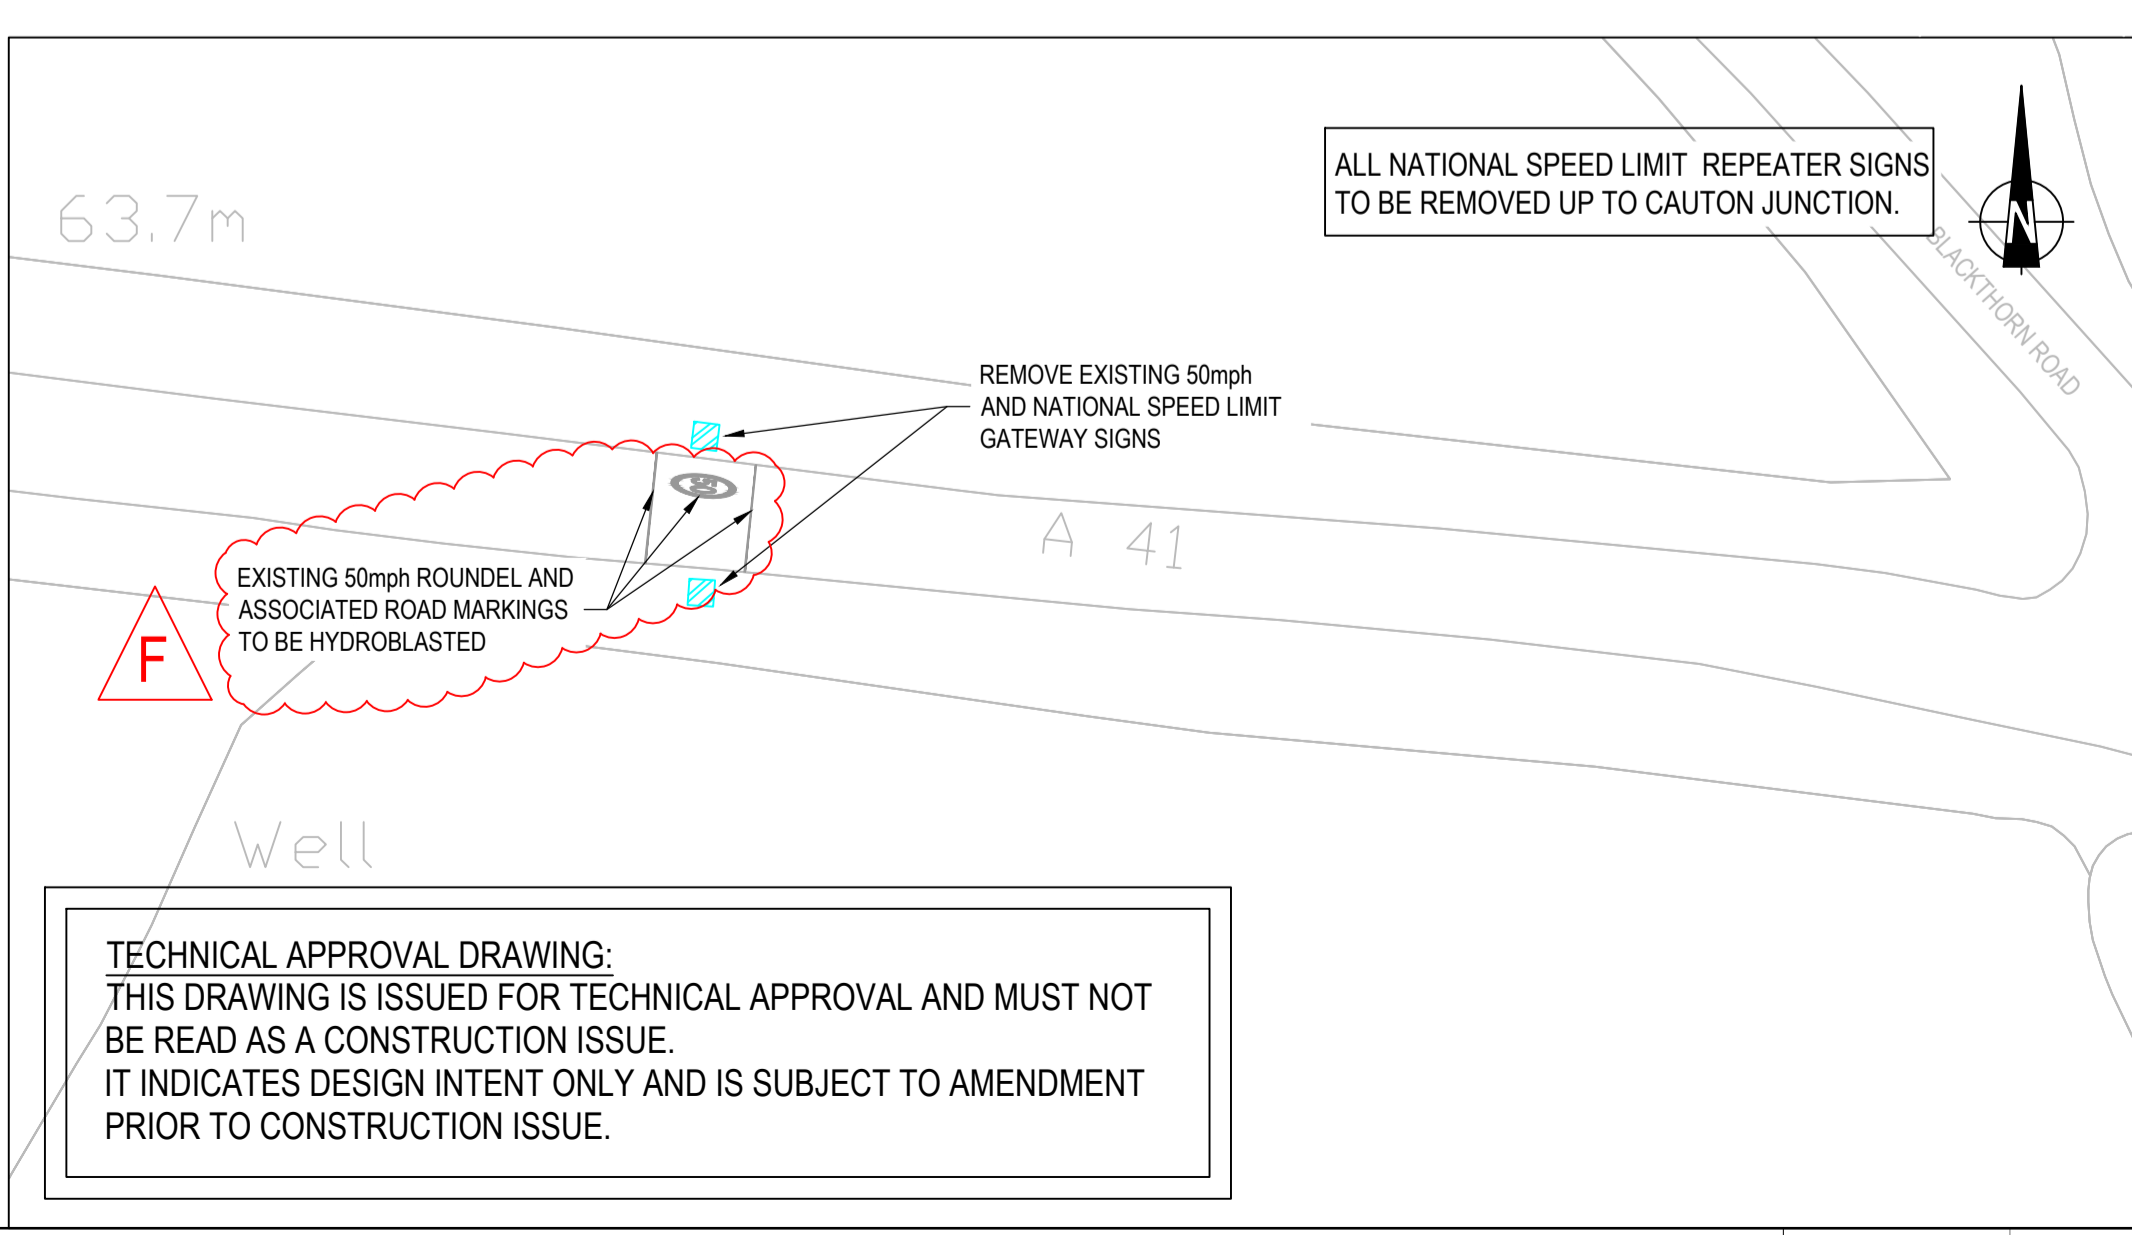 63.7m
ALL NATIONAL SPEED LIMIT REPEATER SIGNS
TO BE REMOVED UP TO CAUTON JUNCTION.
N
BLACKTHORN ROAD
REMOVE EXISTING 50mph
AND NATIONAL SPEED LIMIT
GATEWAY SIGNS
50
A 41
EXISTING 50mph ROUNDEL AND
ASSOCIATED ROAD MARKINGS
TO BE HYDROBLASTED
F
Well
TECHNICAL APPROVAL DRAWING:
THIS DRAWING IS ISSUED FOR TECHNICAL APPROVAL AND MUST NOT
BE READ AS A CONSTRUCTION ISSUE.
IT INDICATES DESIGN INTENT ONLY AND IS SUBJECT TO AMENDMENT
PRIOR TO CONSTRUCTION ISSUE.